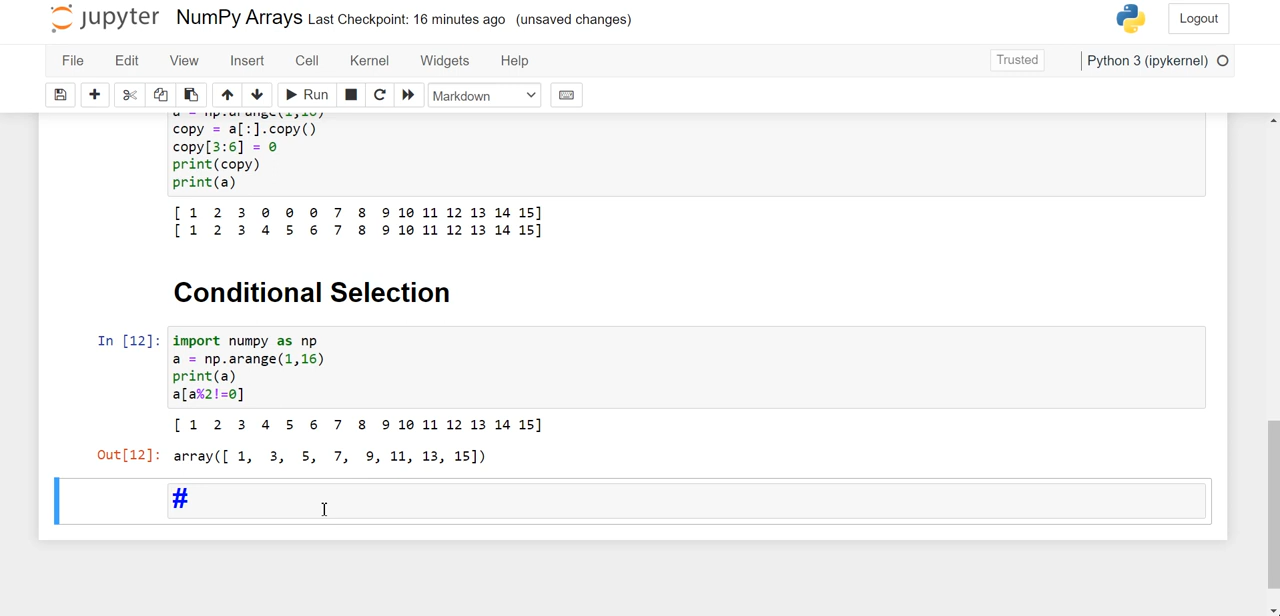 jupyter NumPy Arrays Last Checkpoint: 16 minutes ago (unsaved changes) Logout
File Edit View Insert Cell Kernel Widgets Help Trusted Python 3 (ipykernel)
Run Markdown
a = np.arange(1,16)
copy = a[:].copy()
copy[3:6] = 0
print(copy)
print(a)
[ 1 2 3 0 0 0 7 8 9 10 11 12 13 14 15]
[ 1 2 3 4 5 6 7 8 9 10 11 12 13 14 15]
Conditional Selection
In [12]: import numpy as np
a = np.arange(1,16)
print(a)
a[a%2!=0]
[ 1 2 3 4 5 6 7 8 9 10 11 12 13 14 15]
Out[12]: array([ 1, 3, 5, 7, 9, 11, 13, 15])
#